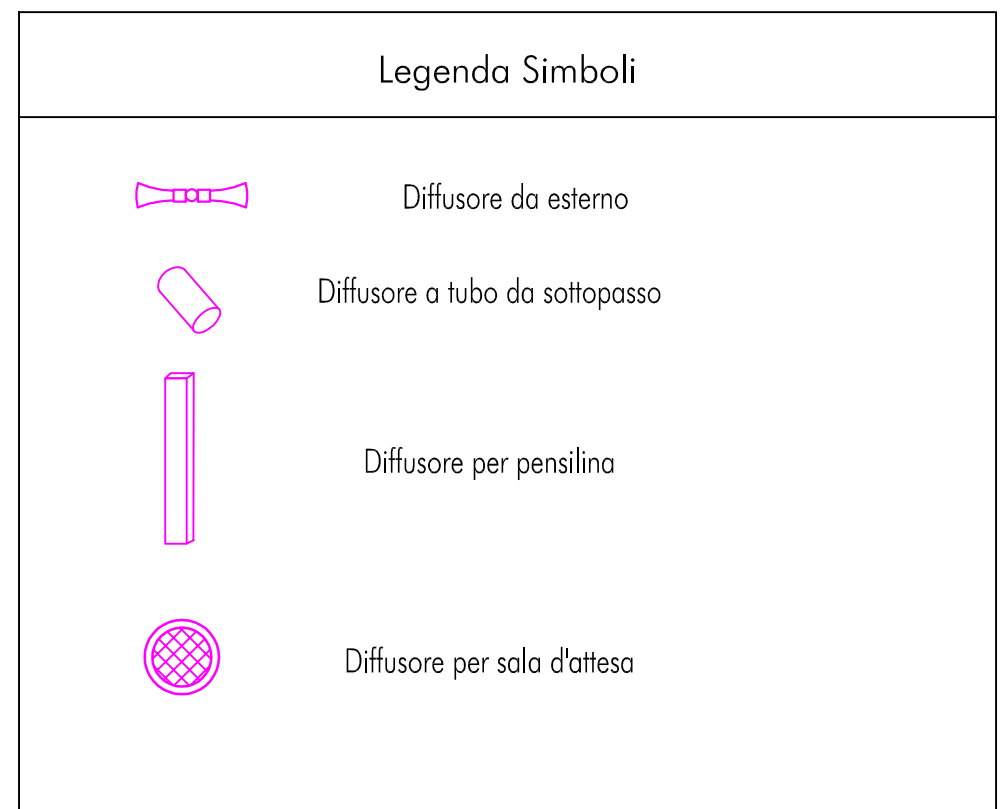 Legenda Simboli
Diffusore da esterno
Diffusore a tubo da sottopasso
Diffusore per pensilina
Diffusore per sala d'attesa